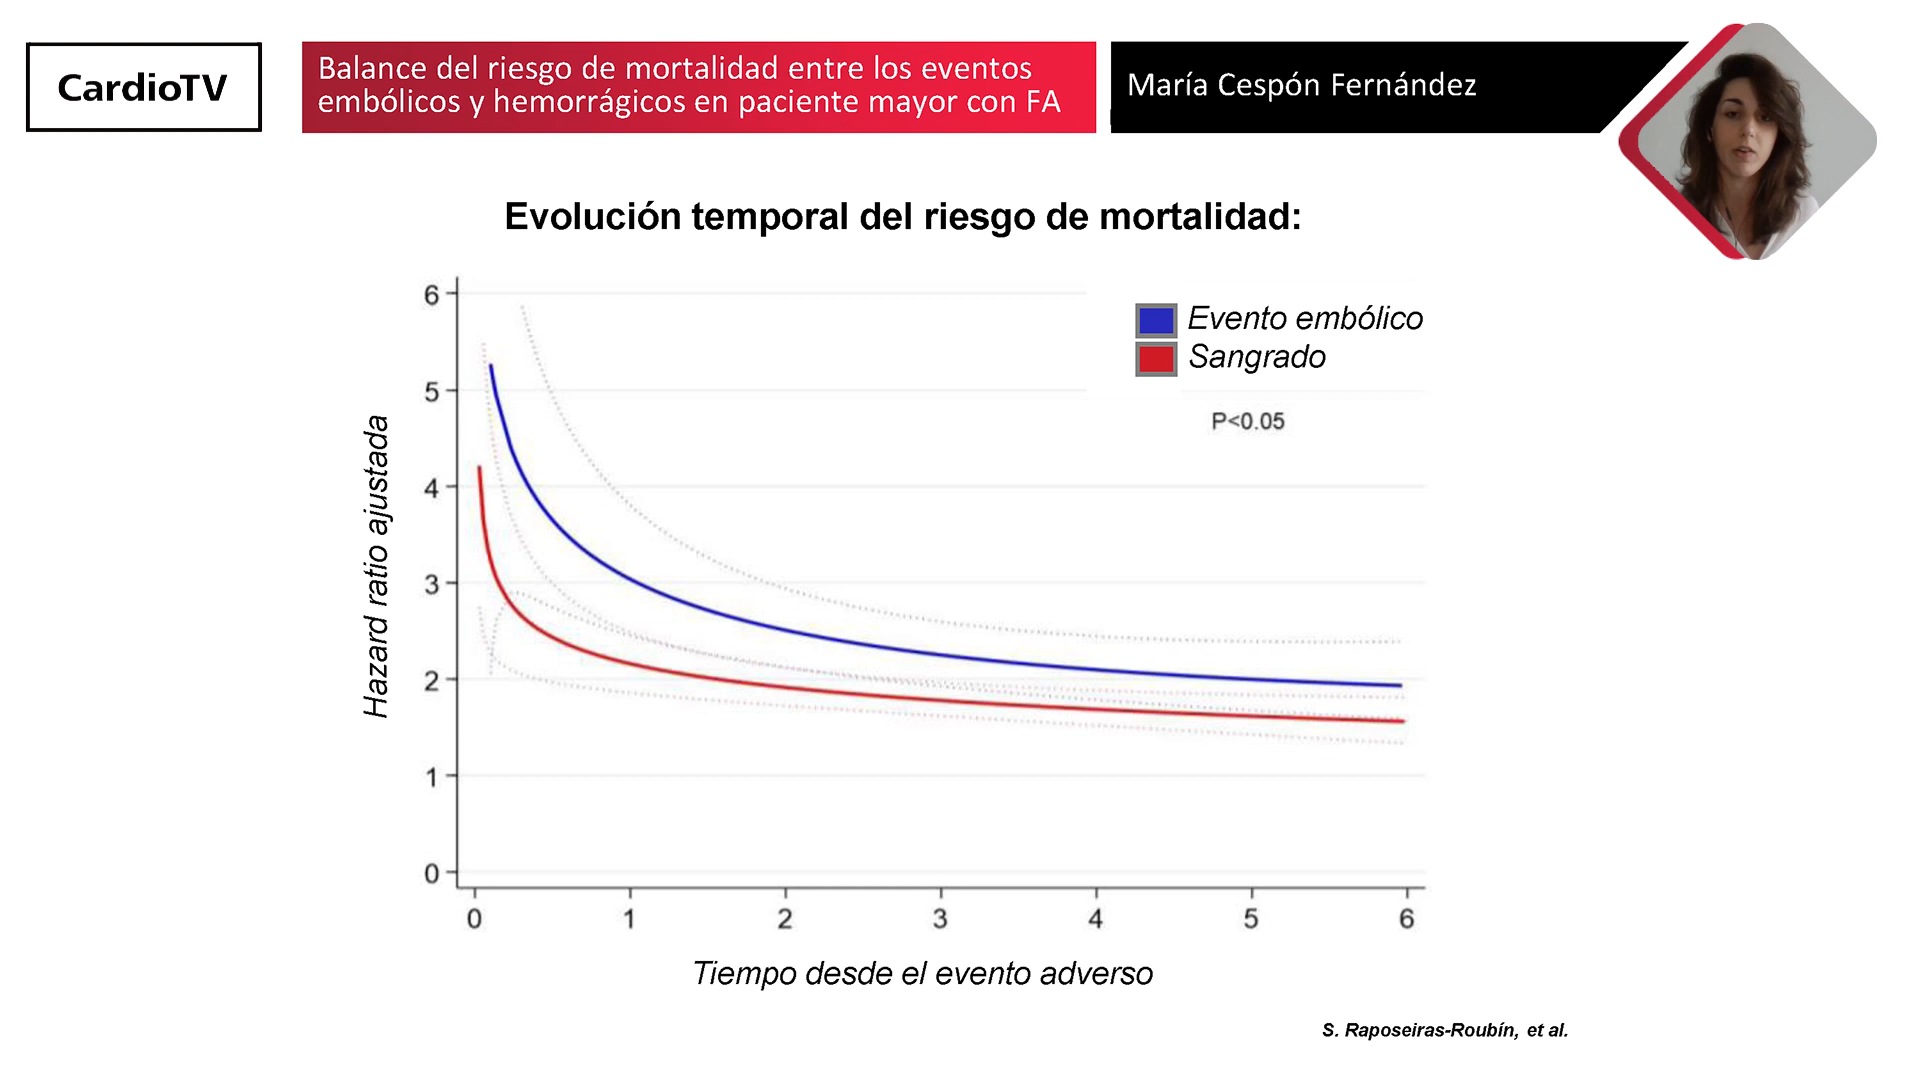 CardioTV
Balance del riesgo de mortalidad entre los eventos
embólicos y hemorrágicos en paciente mayor con FA
María Cespón Fernández
Evolución temporal del riesgo de mortalidad:
Evento embólico
Sangrado
P<0.05
Hazard ratio ajustada
6
5
4
3
2
1
0
0 1 2 3 4 5 6
Tiempo desde el evento adverso
S. Raposeiras-Roubín, et al.